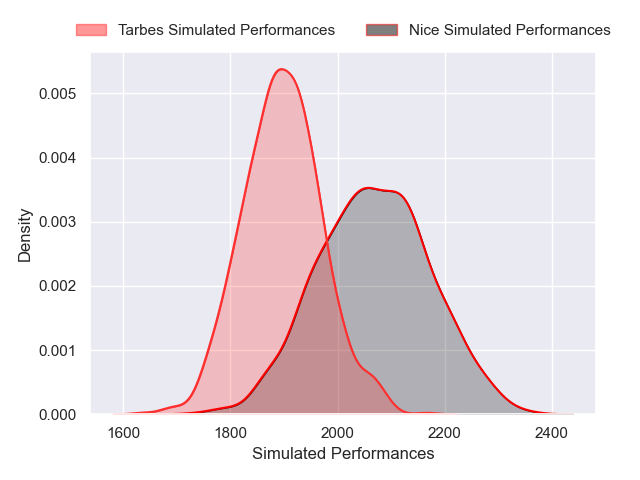 Tarbes Simulated Performances Nice Simulated Performances
0.005
0.004
0.003
0.002
0.001
0.000
Density
1600 1800 2000 2200 2400
Simulated Performances